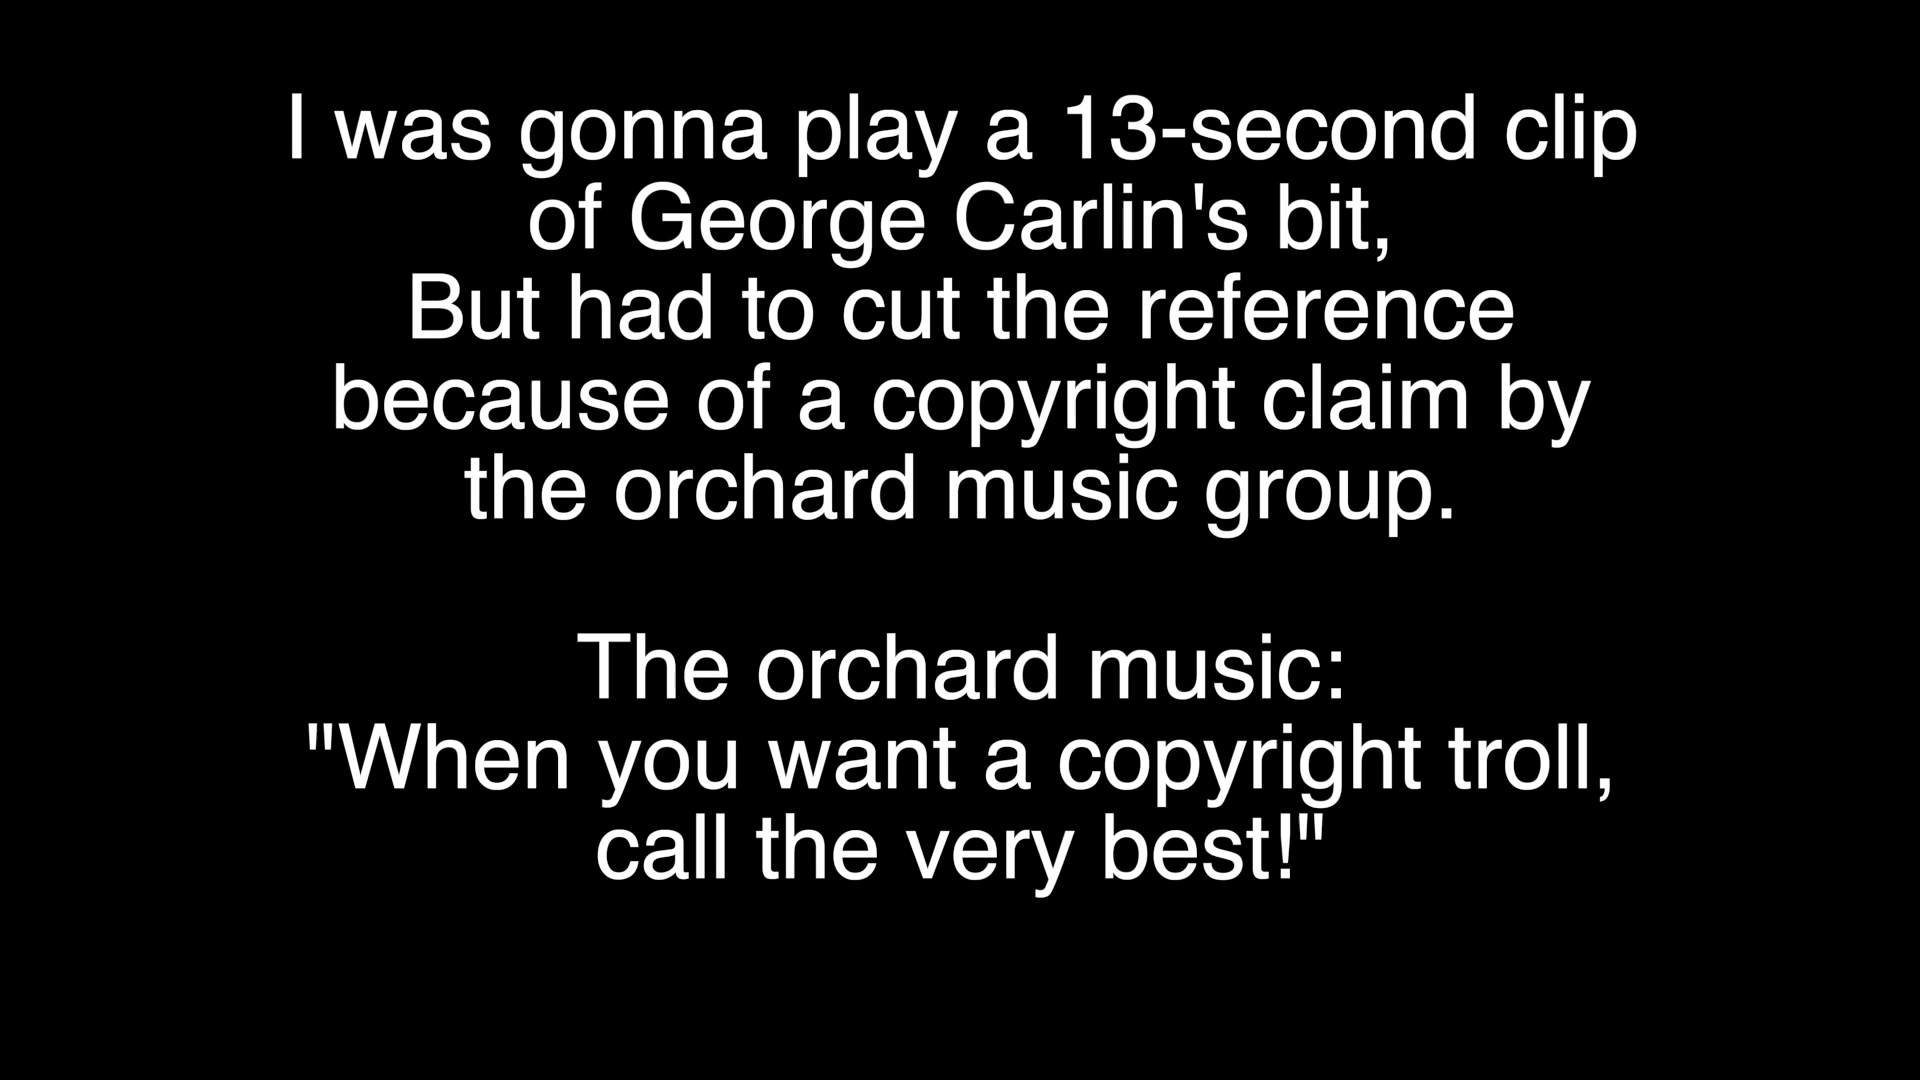 I was gonna play a 13-second clip
of George Carlin's bit,
But had to cut the reference
because of a copyright claim by
the orchard music group.
The orchard music:
"When you want a copyright troll,
call the very best!"